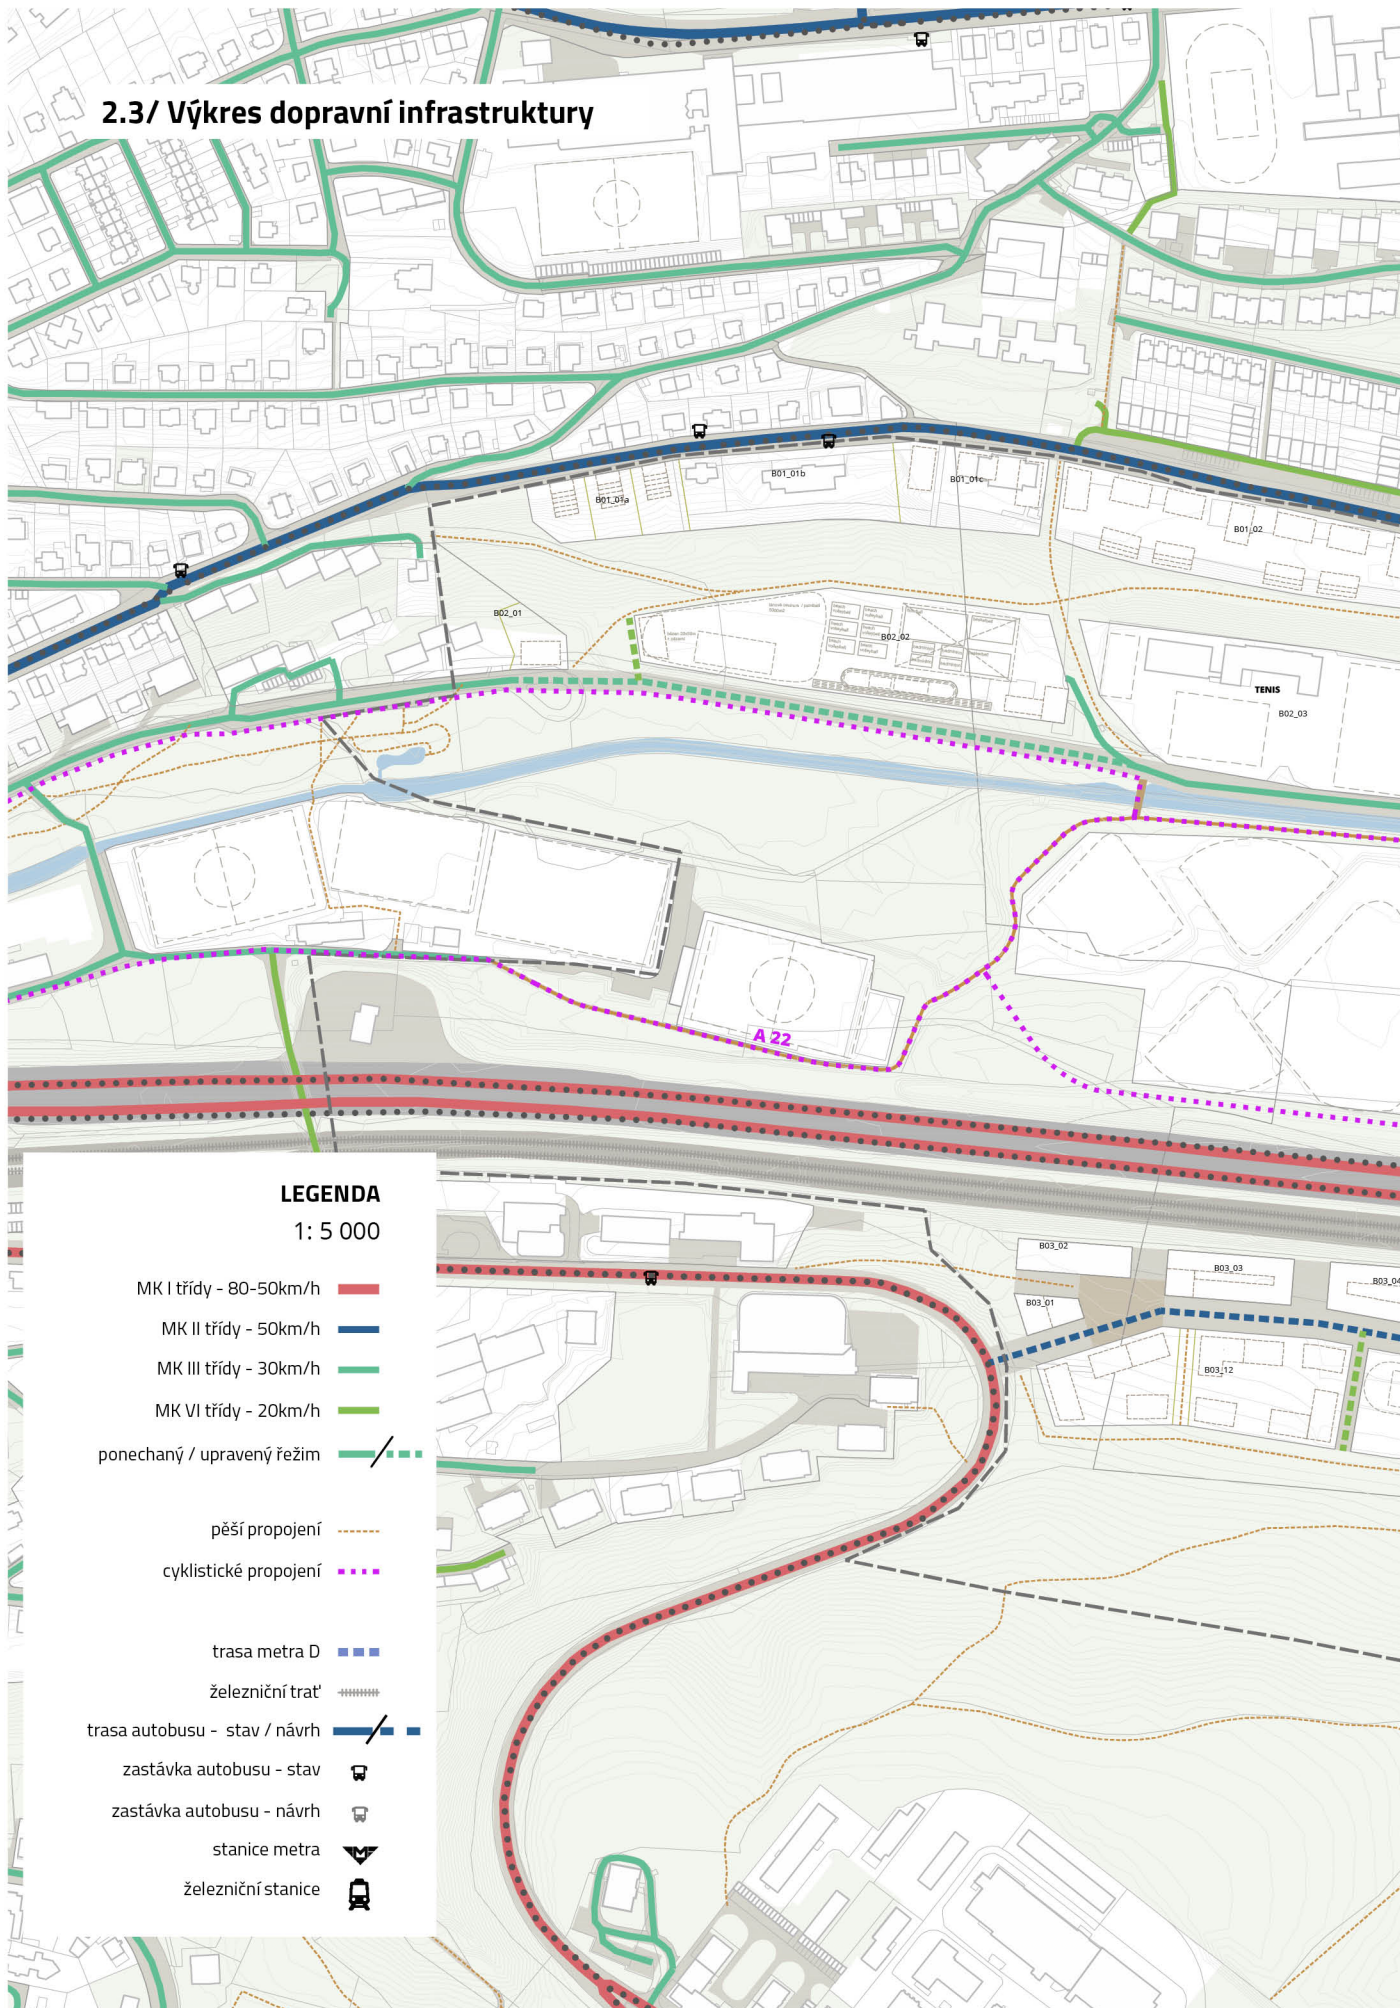 2.3/ Výkres dopravní infrastruktury
B01_01a
B01_01b
B01_01c
B01_02
B02_01
B02_02
TENIS
B02_03
A 22
B03_02
B03_03
B03_04
B03_01
B03_12
LEGENDA
1: 5 000
MK I třídy - 80-50km/h
MK II třídy - 50km/h
MK III třídy - 30km/h
MK VI třídy - 20km/h
ponechaný / upravený řežim
pěší propojení
cyklistické propojení
trasa metra D
železniční trať
trasa autobusu - stav / návrh
zastávka autobusu - stav
zastávka autobusu - návrh
stanice metra
železniční stanice